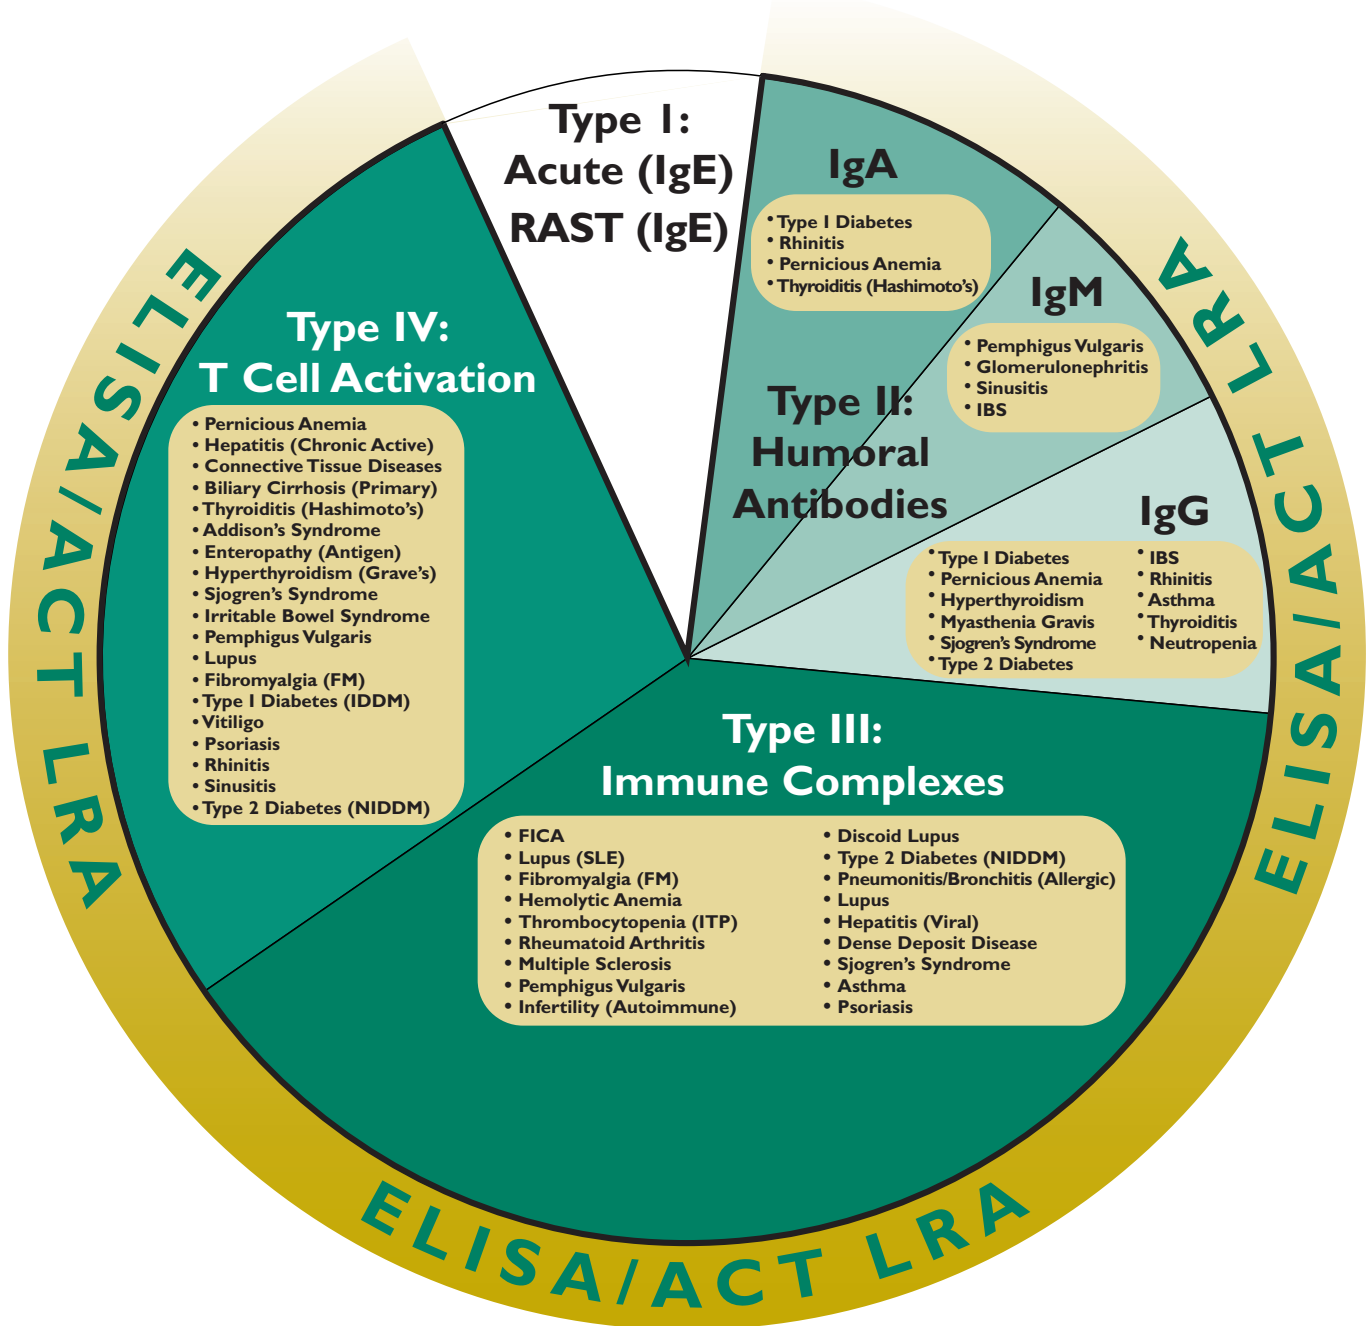 Type I:
Acute (IgE)
RAST (IgE)
IgA
• Type I Diabetes
• Rhinitis
• Pernicious Anemia
• Thyroiditis (Hashimoto’s)
IgM
• Pemphigus Vulgaris
• Glomerulonephritis
• Sinusitis
• IBS
Type II:
Humoral
Antibodies
IgG
• Type I Diabetes
• Pernicious Anemia
• Hyperthyroidism
• Myasthenia Gravis
• Sjogren’s Syndrome
• Type 2 Diabetes
• IBS
• Rhinitis
• Asthma
• Thyroiditis
• Neutropenia
Type III:
Immune Complexes
• FICA
• Lupus (SLE)
• Fibromyalgia (FM)
• Hemolytic Anemia
• Thrombocytopenia (ITP)
• Rheumatoid Arthritis
• Multiple Sclerosis
• Pemphigus Vulgaris
• Infertility (Autoimmune)
• Discoid Lupus
• Type 2 Diabetes (NIDDM)
• Pneumonitis/Bronchitis (Allergic)
• Lupus
• Hepatitis (Viral)
• Dense Deposit Disease
• Sjogren’s Syndrome
• Asthma
• Psoriasis
Type IV:
T Cell Activation
• Pernicious Anemia
• Hepatitis (Chronic Active)
• Connective Tissue Diseases
• Biliary Cirrhosis (Primary)
• Thyroiditis (Hashimoto’s)
• Addison’s Syndrome
• Enteropathy (Antigen)
• Hyperthyroidism (Grave’s)
• Sjogren’s Syndrome
• Irritable Bowel Syndrome
• Pemphigus Vulgaris
• Lupus
• Fibromyalgia (FM)
• Type I Diabetes (IDDM)
• Vitiligo
• Psoriasis
• Rhinitis
• Sinusitis
• Type 2 Diabetes (NIDDM)
ELISA/ACT LRA
ELISA/ACT LRA
ELISA/ACT LRA